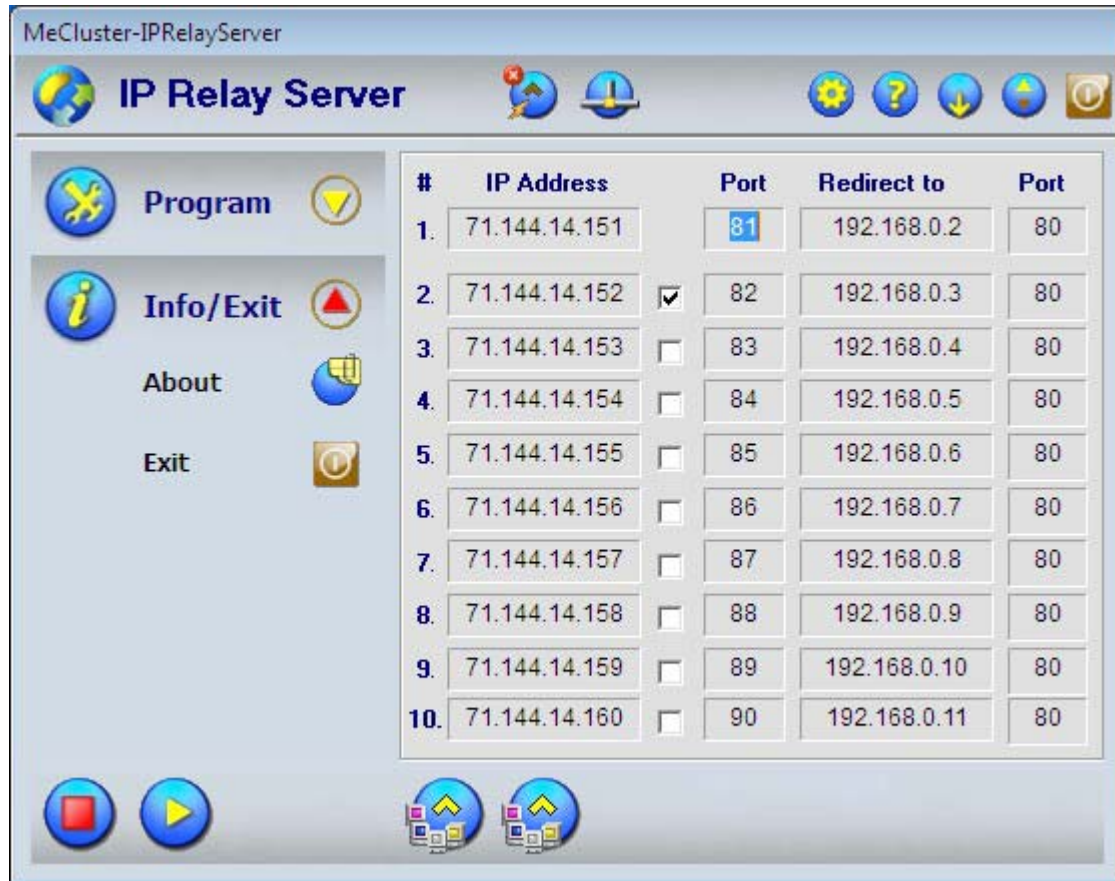 MeCluster-IPRelayServer
IP Relay Server
Program
Info/Exit
About
Exit
# IP Address Port Redirect to Port
1. 71.144.14.151 81 192.168.0.2 80
2. 71.144.14.152 82 192.168.0.3 80
3. 71.144.14.153 83 192.168.0.4 80
4. 71.144.14.154 84 192.168.0.5 80
5. 71.144.14.155 85 192.168.0.6 80
6. 71.144.14.156 86 192.168.0.7 80
7. 71.144.14.157 87 192.168.0.8 80
8. 71.144.14.158 88 192.168.0.9 80
9. 71.144.14.159 89 192.168.0.10 80
10. 71.144.14.160 90 192.168.0.11 80